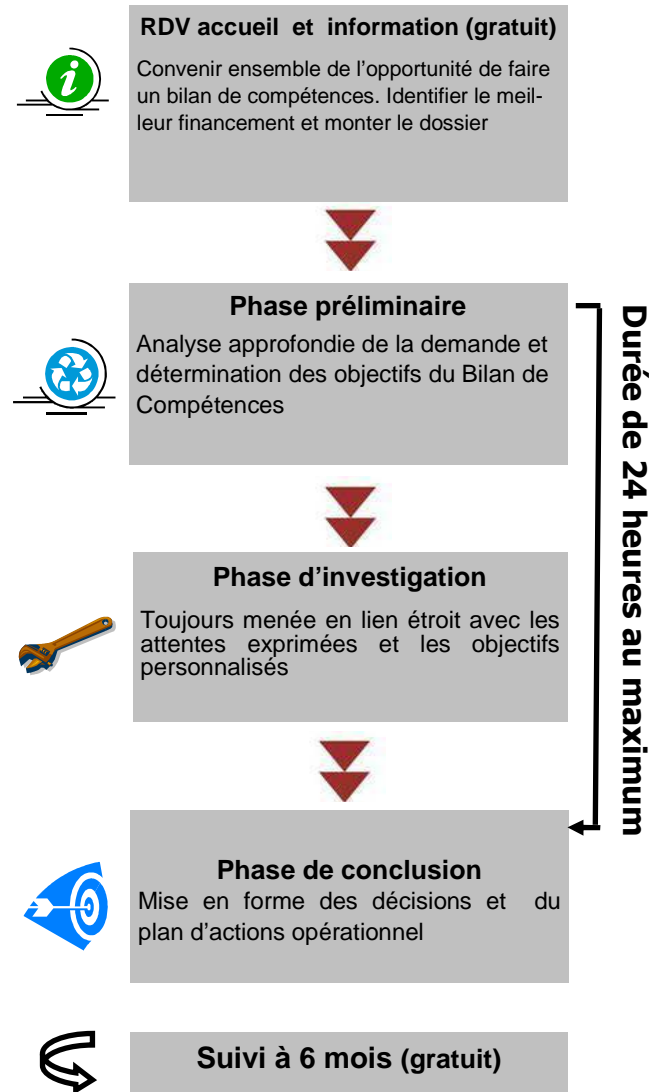 RDV accueil et information (gratuit)
Convenir ensemble de l’opportunité de faire
un bilan de compétences. Identifier le meil-
leur financement et monter le dossier
Phase préliminaire
Analyse approfondie de la demande et
détermination des objectifs du Bilan de
Compétences
Phase d’investigation
Toujours menée en lien étroit avec les
attentes exprimées et les objectifs
personnalisés
Phase de conclusion
Mise en forme des décisions et du
plan d’actions opérationnel
Suivi à 6 mois (gratuit)
Durée de 24 heures au maximum